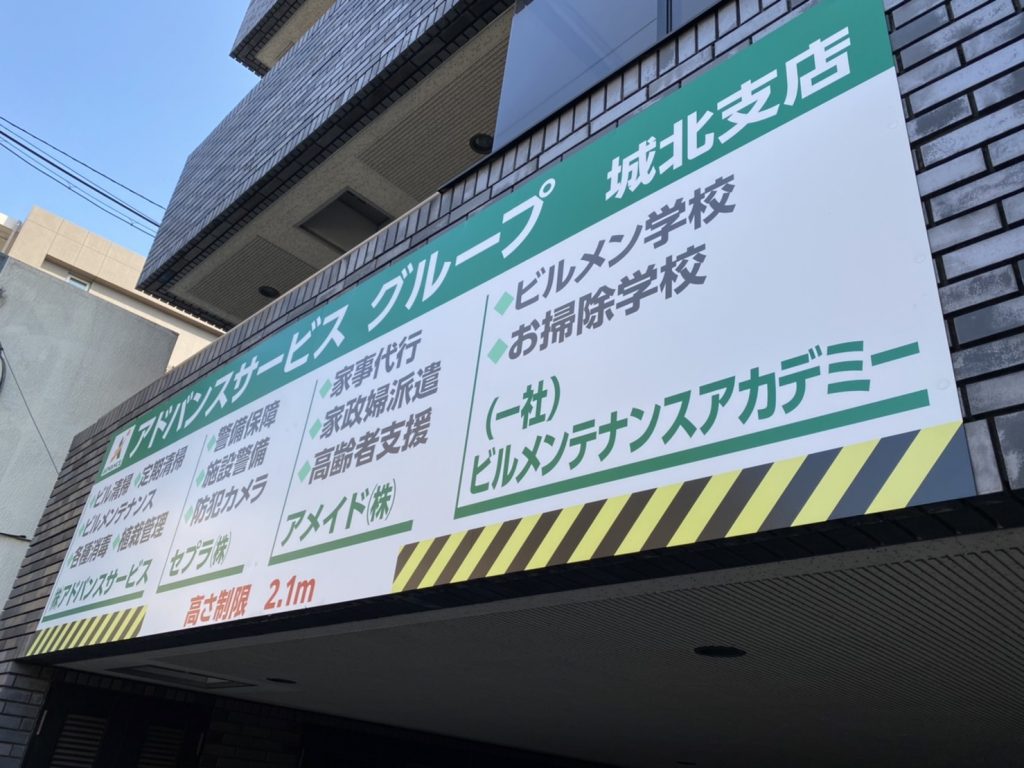 アドバンスサービス グループ 城北支店
◆ビル清掃 ◆定期清掃
◆ビルメンテナンス
◆各種消毒 ◆植栽管理
㈱アドバンスサービス
◆警備保障
◆施設警備
◆防犯カメラ
セプラ㈱
◆家事代行
◆家政婦派遣
◆高齢者支援
アメイド㈱
◆ビルメン学校
◆お掃除学校
(一社)
ビルメンテナンスアカデミー
高さ制限 2.1m